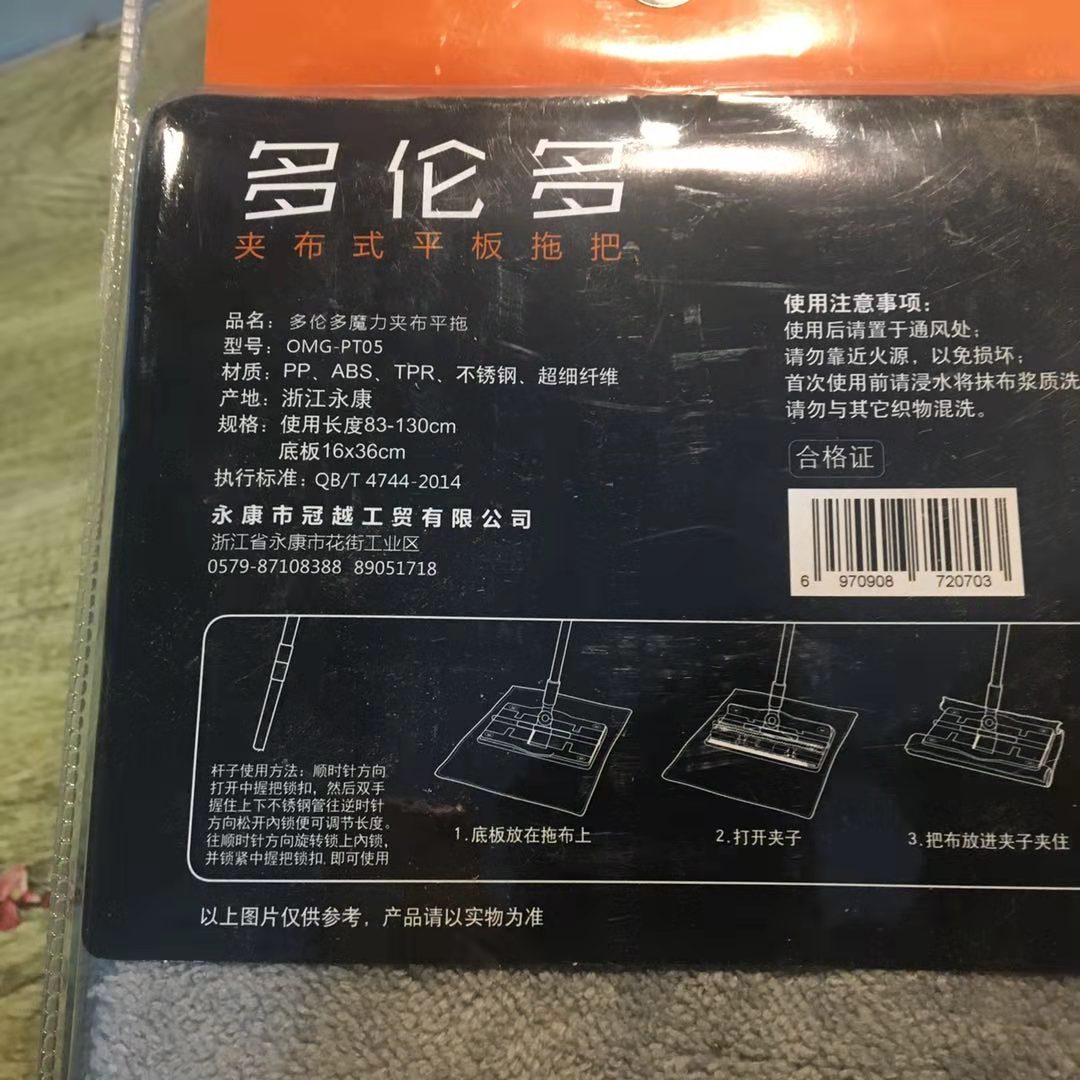 多伦多
夹布式平板拖把
品名：多伦多魔力夹布平拖
型号：OMG-PT05
材质：PP、ABS、TPR、不锈钢、超细纤维
产地：浙江永康
规格：使用长度83-130cm
底板16x36cm
执行标准：QB/T 4744-2014
永康市冠越工贸有限公司
浙江省永康市花街工业区
0579-87108388 89051718
使用注意事项：
使用后请置于通风处；
请勿靠近火源，以免损坏；
首次使用前请浸水将抹布浆质洗
请勿与其它织物混洗。
合格证
6 970908 720703
杆子使用方法：顺时针方向
打开中握把锁扣，然后双手
握住上下不锈钢管往逆时针
方向松开内锁便可调节长度。
往顺时针方向旋转锁上内锁，
并锁紧中握把锁扣,即可使用
1.底板放在拖布上
2.打开夹子
3.把布放进夹子夹住
以上图片仅供参考，产品请以实物为准